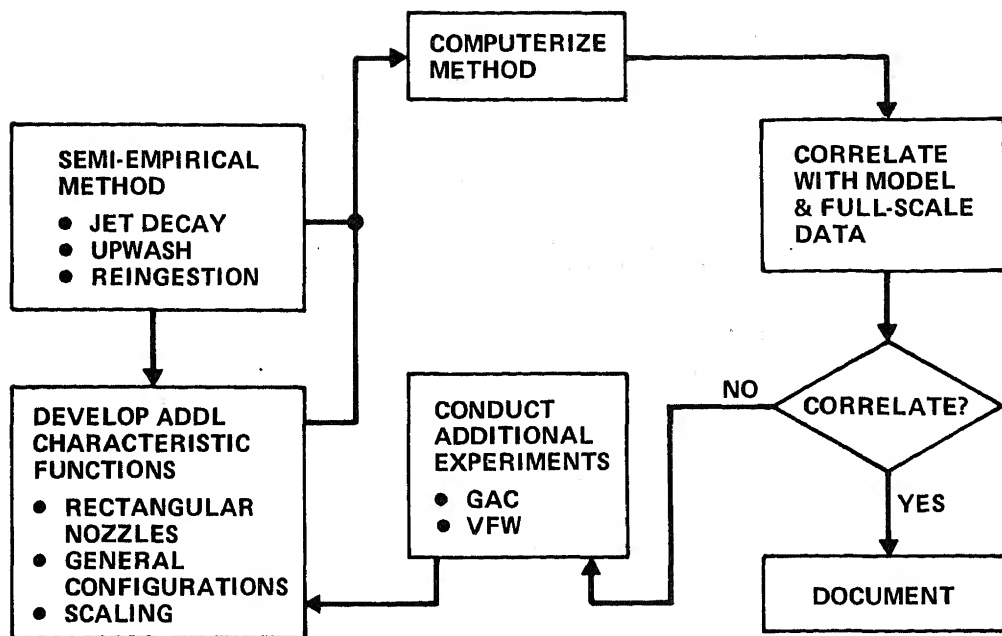 COMPUTERIZE
METHOD
SEMI-EMPIRICAL
METHOD
● JET DECAY
● UPWASH
● REINGESTION
CORRELATE
WITH MODEL
& FULL-SCALE
DATA
DEVELOP ADDL
CHARACTERISTIC
FUNCTIONS
● RECTANGULAR
NOZZLES
● GENERAL
CONFIGURATIONS
● SCALING
CONDUCT
ADDITIONAL
EXPERIMENTS
● GAC
● VFW
NO
CORRELATE?
YES
DOCUMENT